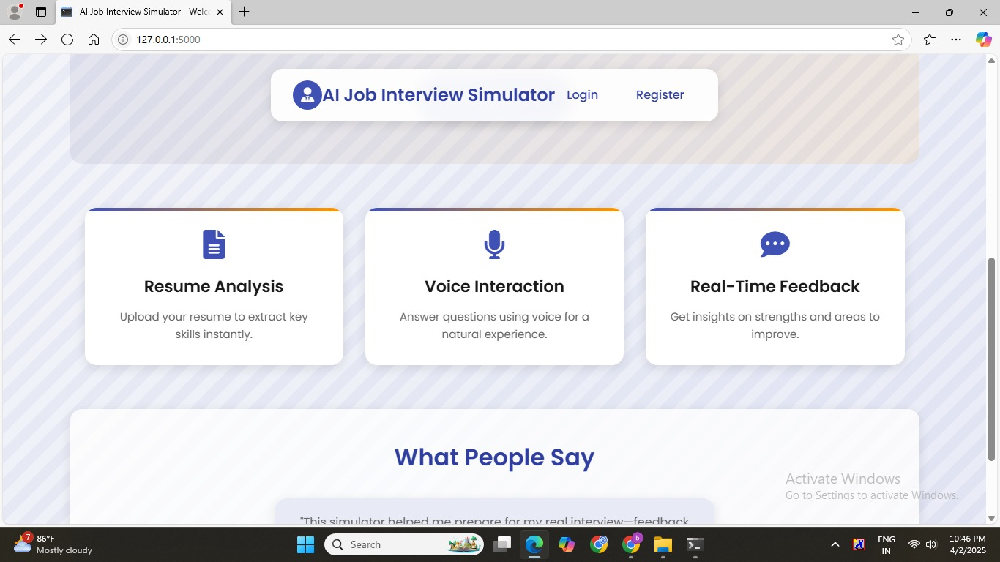 AI Job Interview Simulator - Welc
127.0.0.1:5000
AI Job Interview Simulator Login Register
Resume Analysis
Upload your resume to extract key
skills instantly.
Voice Interaction
Answer questions using voice for a
natural experience.
Real-Time Feedback
Get insights on strengths and areas to
improve.
What People Say
"This simulator helped me prepare for my real interview—feedback
Activate Windows
Go to Settings to activate Windows.
7
86°F
Mostly cloudy
Search
b
ENG
IN
10:46 PM
4/2/2025